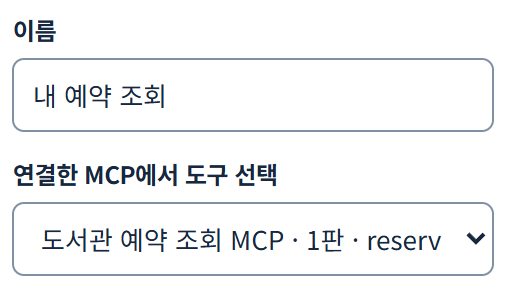 이름
내 예약 조회
연결한 MCP에서 도구 선택
도서관 예약 조회 MCP · 1판 · reserv